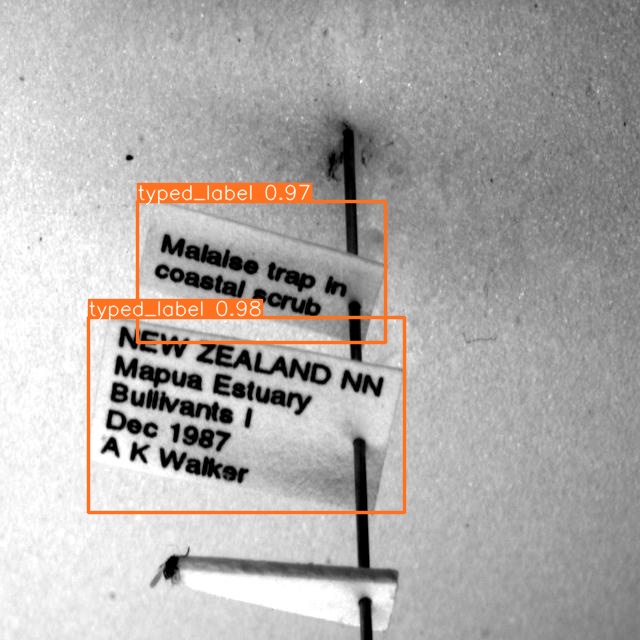 typed_label 0.97
Malaise trap in
coastal scrub
typed_label 0.98
NEW ZEALAND NN
Mapua Estuary
Bullivants I
Dec 1987
A K Walker